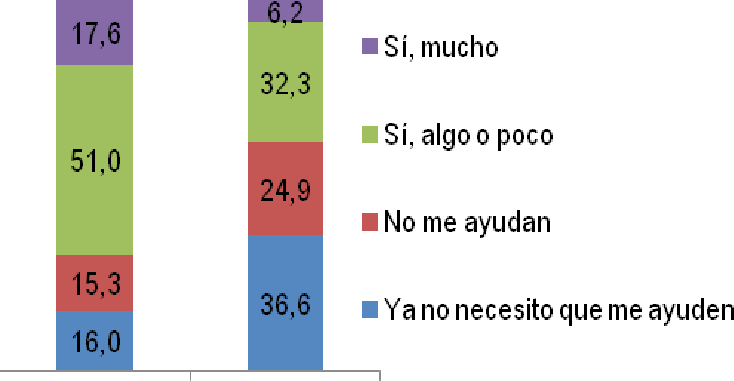 17,6
6,2
Sí, mucho
32,3
51,0
Sí, algo o poco
24,9
No me ayudan
15,3
36,6
Ya no necesito que me ayuden
16,0